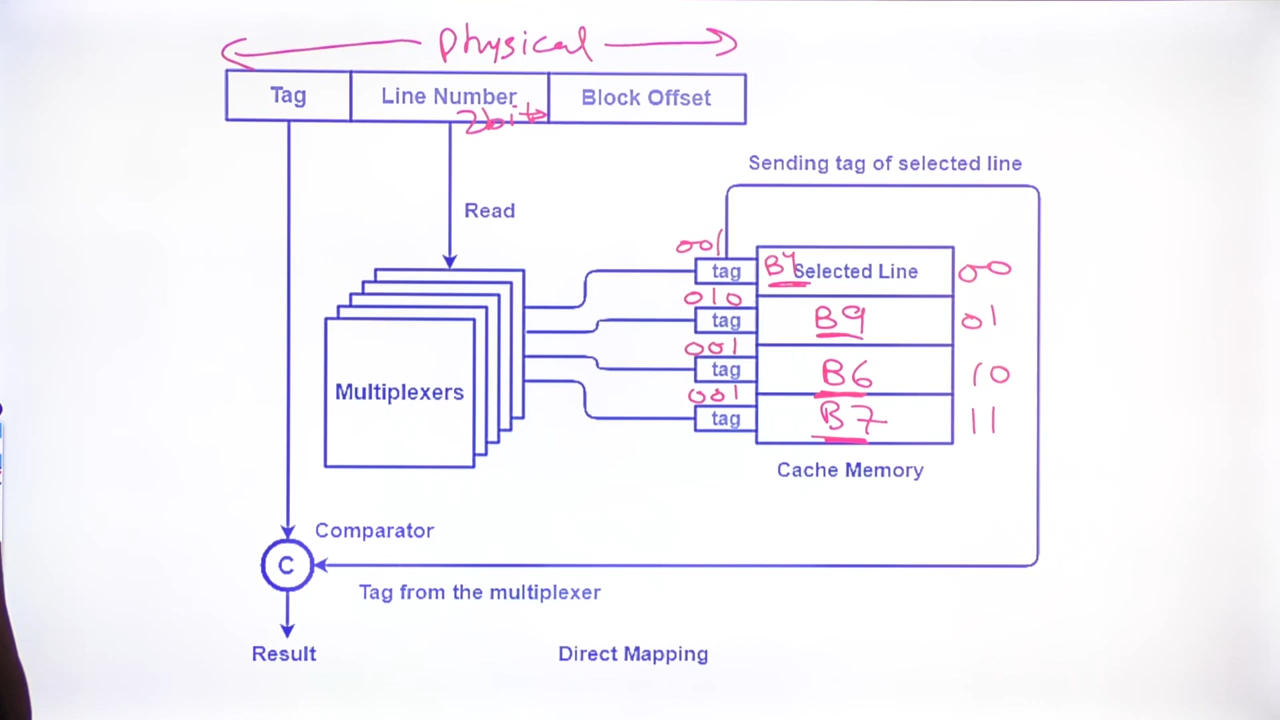 Physical
Tag Line Number Block Offset
2bits
Sending tag of selected line
Read
001
tag B4 Selected Line 00
010
tag B9 01
001
tag B6 10
001
tag B7 11
Multiplexers
Cache Memory
Comparator
C
Tag from the multiplexer
Result
Direct Mapping